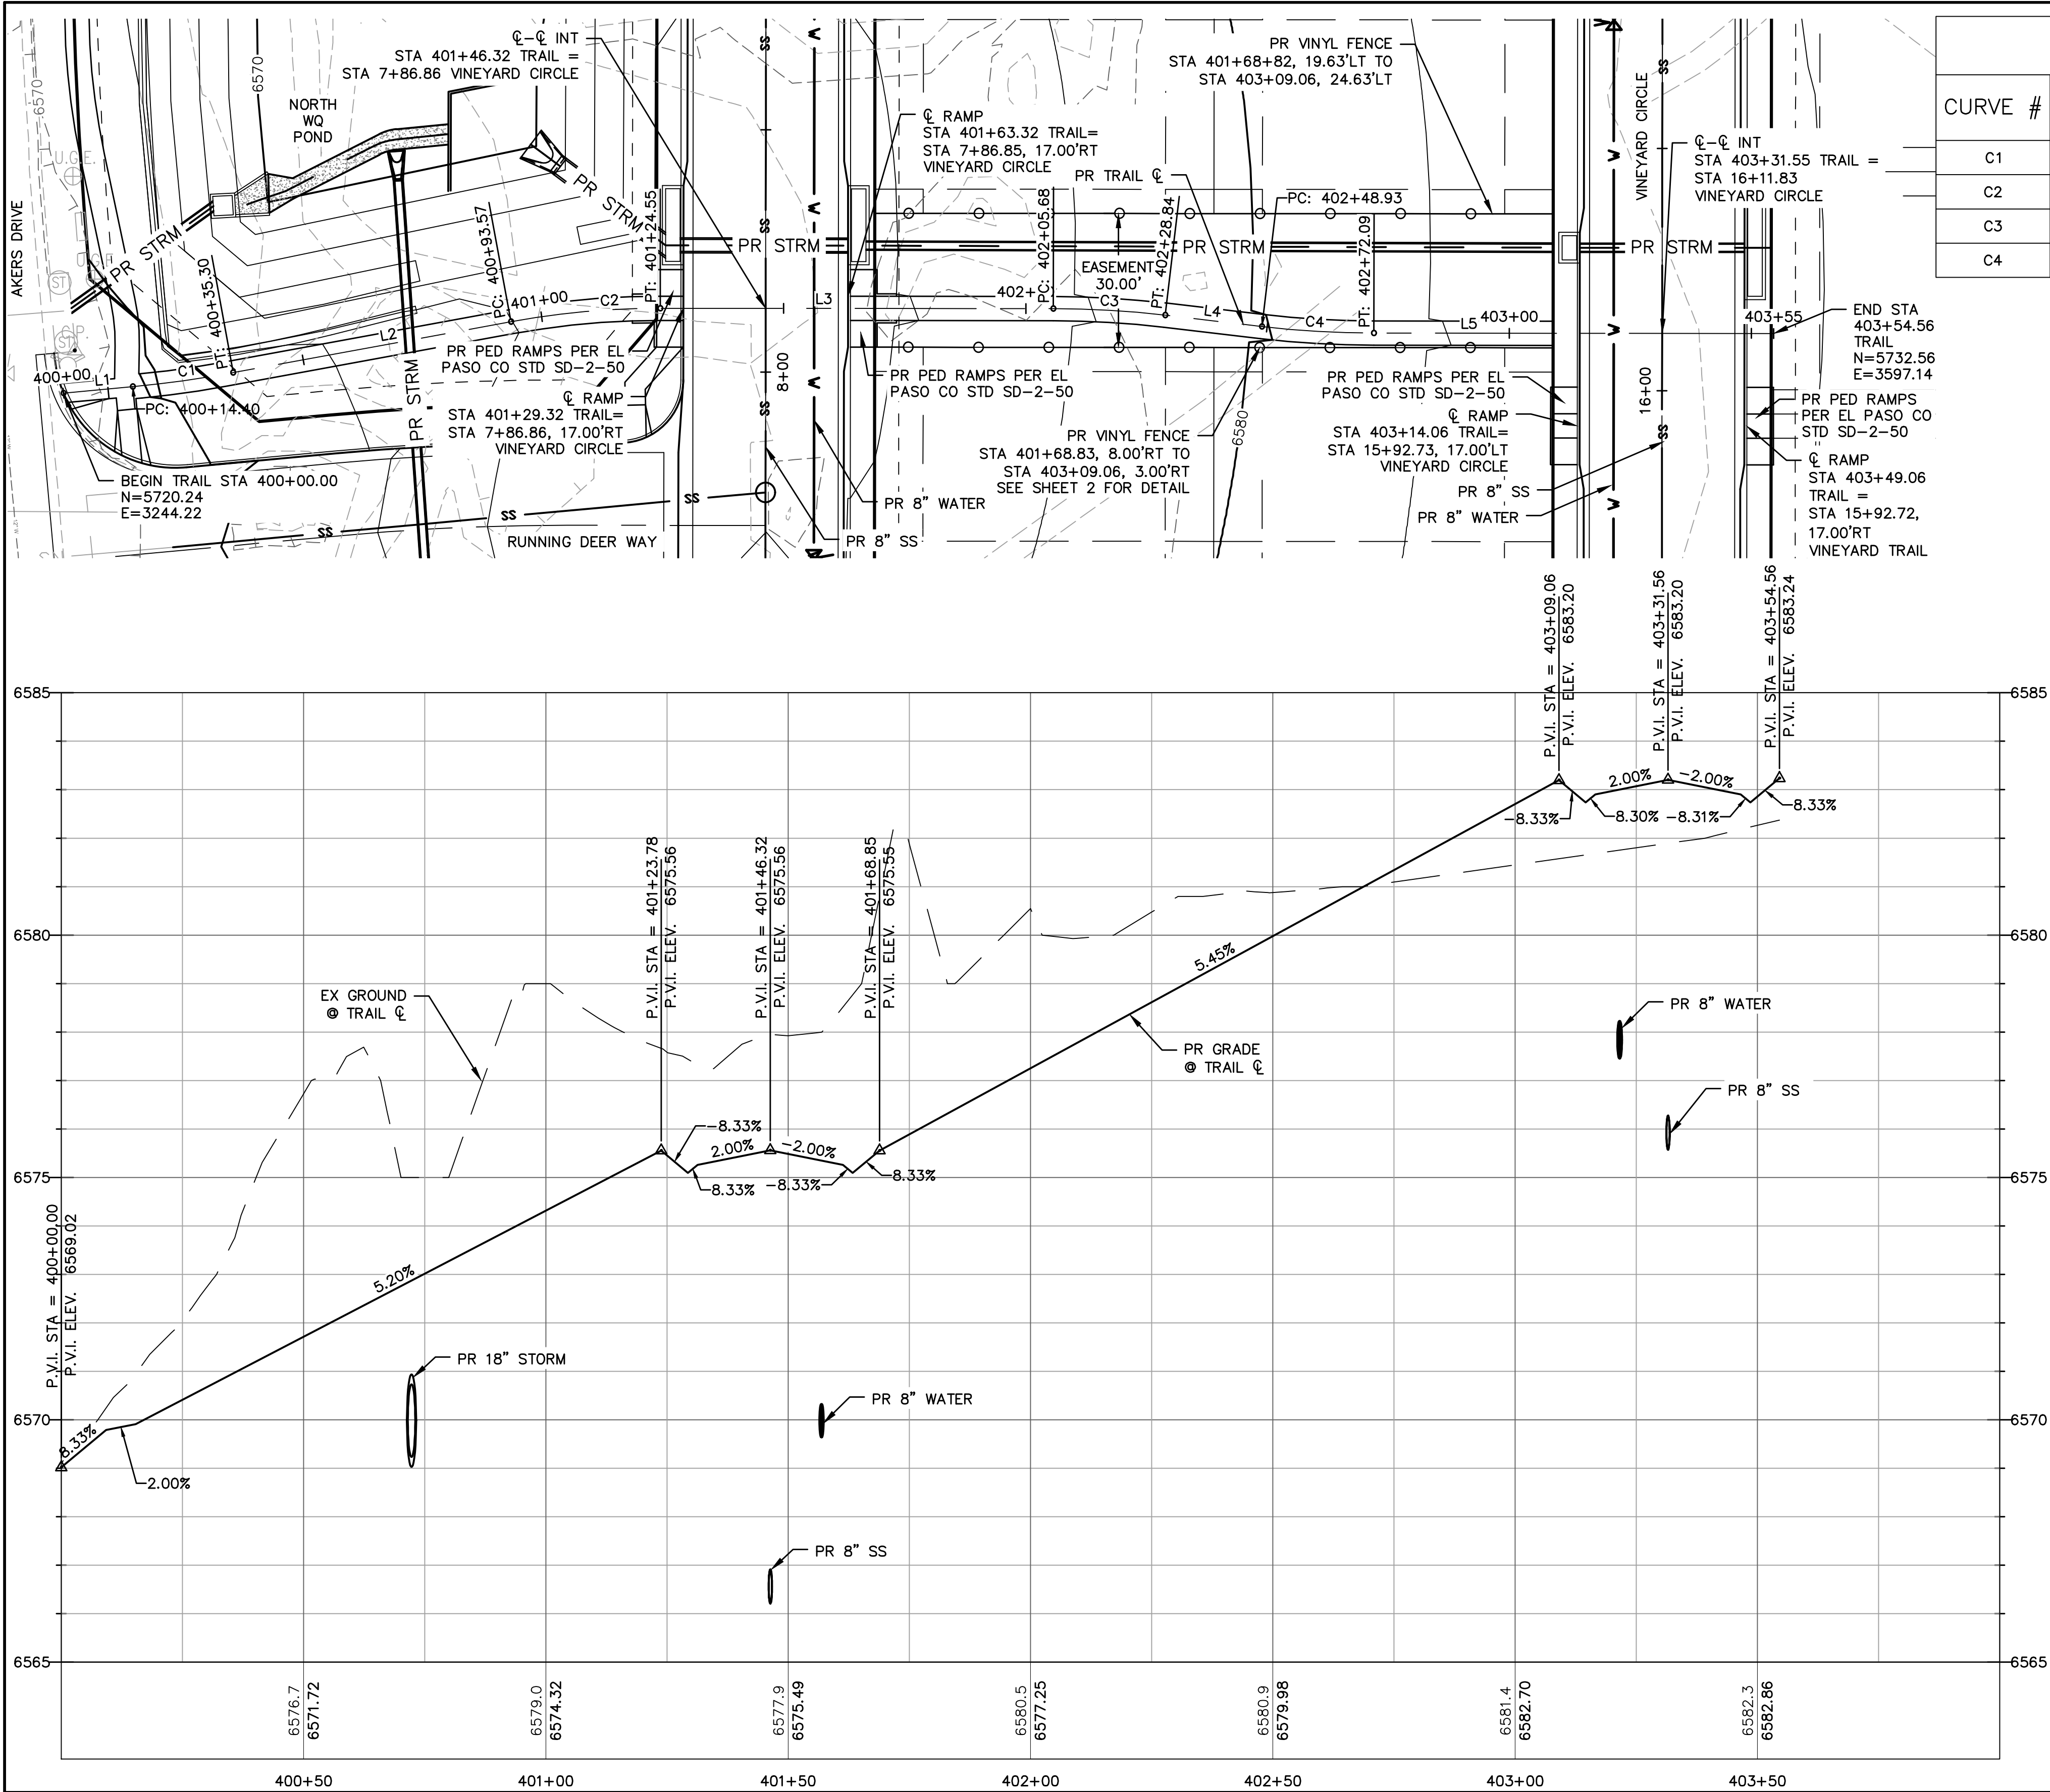 ℄-℄ INT
STA 401+46.32 TRAIL =
STA 7+86.86 VINEYARD CIRCLE
6570
6570
NORTH
WQ
POND
U.G.E.
AKERS DRIVE
PR STRM
PR STRM
ST
ST
PT: 400+35.30
PC: 400+93.57
PT: 401+24.55
400+00
L1
C1
L2
401+00
C2
PC: 400+14.40
PR STRM
PR PED RAMPS PER EL
PASO CO STD SD-2-50
℄ RAMP
STA 401+29.32 TRAIL=
STA 7+86.86, 17.00'RT
VINEYARD CIRCLE
BEGIN TRAIL STA 400+00.00
N=5720.24
E=3244.22
SS
SS
SS
RUNNING DEER WAY
SS
SS
SS
W
W
W
8+00
PR STRM
L3
℄ RAMP
STA 401+63.32 TRAIL=
STA 7+86.85, 17.00'RT
VINEYARD CIRCLE
PR PED RAMPS PER EL
PASO CO STD SD-2-50
PR 8" WATER
PR 8" SS
PR VINYL FENCE
STA 401+68+82, 19.63'LT TO
STA 403+09.06, 24.63'LT
PR TRAIL ℄
PC: 402+05.68
PT: 402+28.84
PC: 402+48.93
PT: 402+72.09
PR STRM
EASEMENT
30.00'
402+
C3
L4
C4
L5
403+00
PR VINYL FENCE
STA 401+68.83, 8.00'RT TO
STA 403+09.06, 3.00'RT
SEE SHEET 2 FOR DETAIL
6580
PR PED RAMPS PER EL
PASO CO STD SD-2-50
℄ RAMP
STA 403+14.06 TRAIL=
STA 15+92.73, 17.00'LT
VINEYARD CIRCLE
PR 8" SS
PR 8" WATER
VINEYARD CIRCLE
W
W
W
SS
SS
16+00
℄-℄ INT
STA 403+31.55 TRAIL =
STA 16+11.83
VINEYARD CIRCLE
PR STRM
403+55
END STA
403+54.56
TRAIL
N=5732.56
E=3597.14
PR PED RAMPS
PER EL PASO CO
STD SD-2-50
℄ RAMP
STA 403+49.06
TRAIL =
STA 15+92.72,
17.00'RT
VINEYARD TRAIL
CURVE #
C1
C2
C3
C4
6585
6580
6575
6570
6565
6585
6580
6575
6570
6565
P.V.I. STA = 400+00.00
P.V.I. ELEV. 6569.02
8.33%
2.00%
5.20%
EX GROUND
@ TRAIL ℄
PR 18" STORM
P.V.I. STA = 401+23.78
P.V.I. ELEV. 6575.56
P.V.I. STA = 401+46.32
P.V.I. ELEV. 6575.56
P.V.I. STA = 401+68.85
P.V.I. ELEV. 6575.55
-8.33%
2.00%
-2.00%
8.33%
-8.33%
8.33%
PR 8" WATER
PR 8" SS
5.45%
PR GRADE
@ TRAIL ℄
P.V.I. STA = 403+09.06
P.V.I. ELEV. 6583.20
P.V.I. STA = 403+31.56
P.V.I. ELEV. 6583.20
P.V.I. STA = 403+54.56
P.V.I. ELEV. 6583.24
2.00%
-2.00%
-8.33%
8.30%
-8.31%
8.33%
PR 8" WATER
PR 8" SS
6576.7
6571.72
6579.0
6574.32
6577.9
6575.49
6580.5
6577.25
6580.9
6579.98
6581.4
6582.70
6582.3
6582.86
400+50
401+00
401+50
402+00
402+50
403+00
403+50